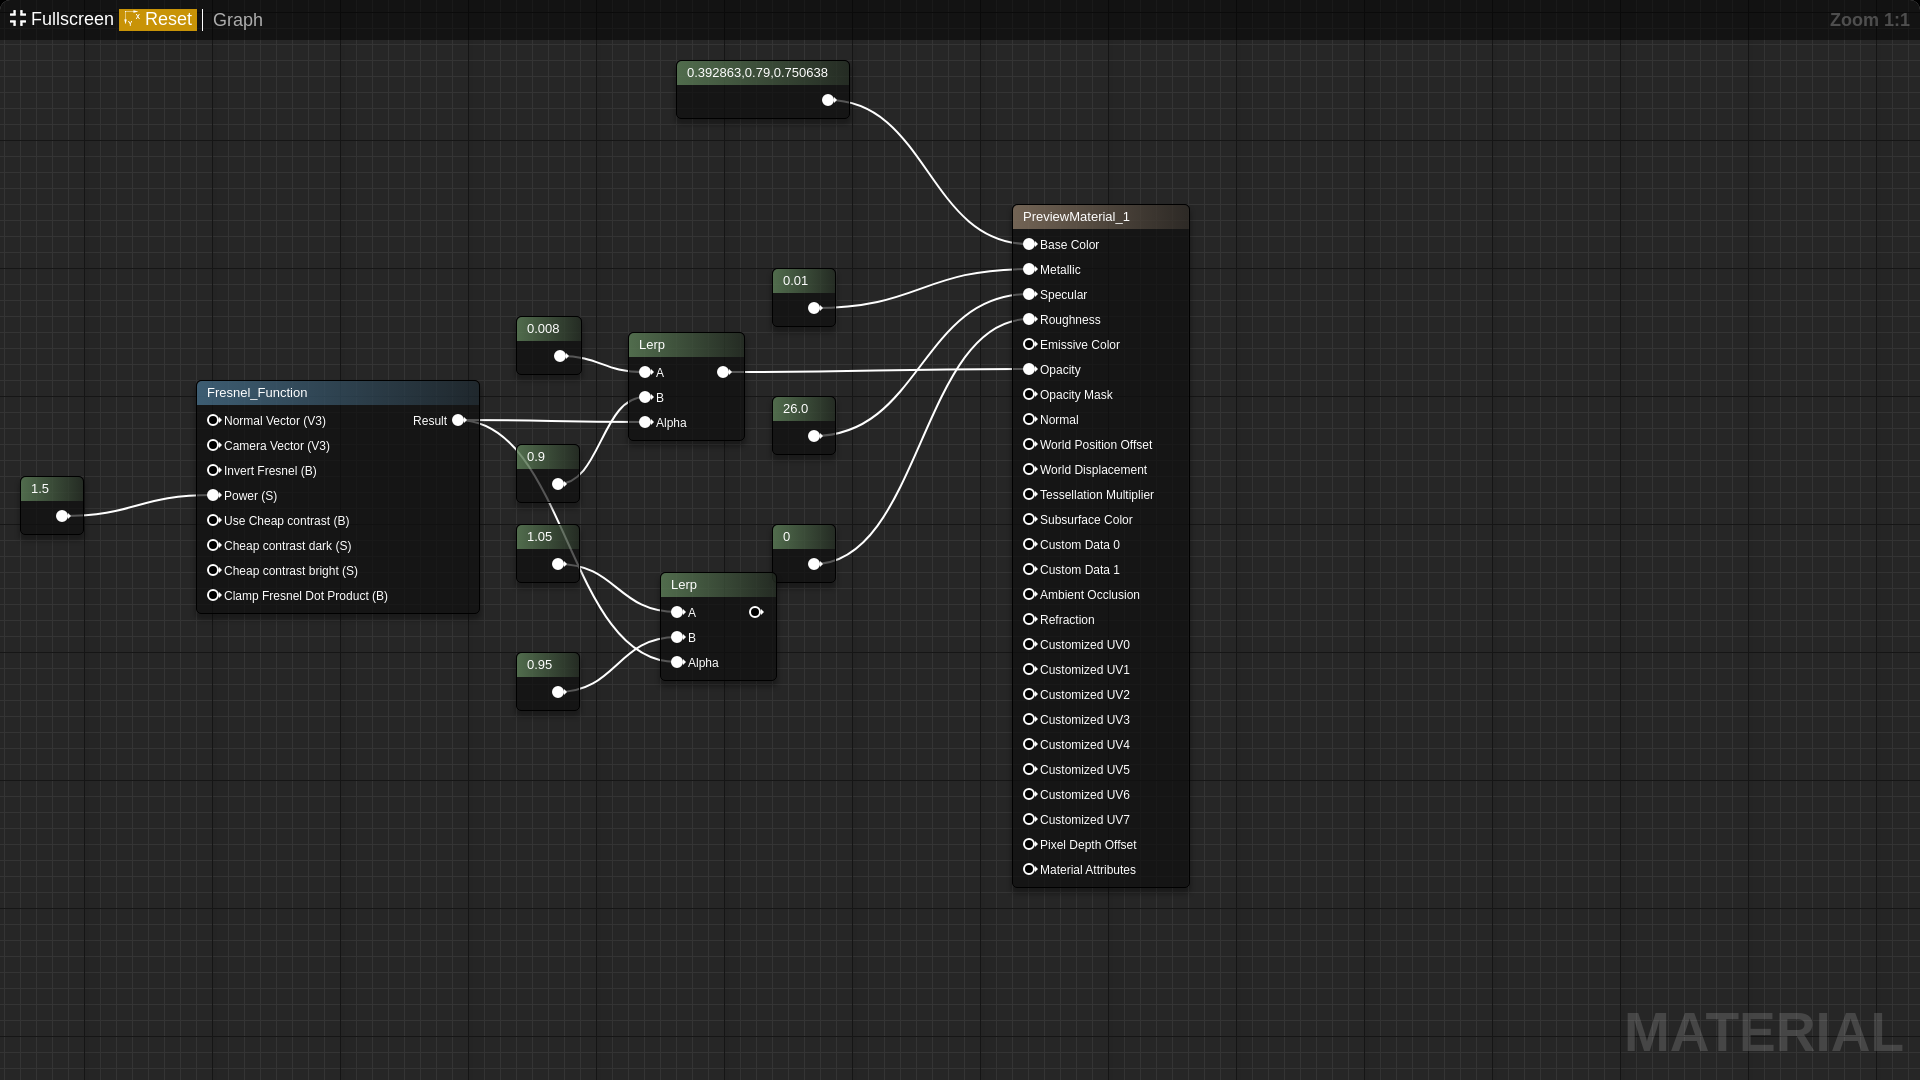 Fullscreen Reset Graph Zoom 1:1
0.392863,0.79,0.750638
PreviewMaterial_1
Base Color
Metallic
Specular
Roughness
Emissive Color
Opacity
Opacity Mask
Normal
World Position Offset
World Displacement
Tessellation Multiplier
Subsurface Color
Custom Data 0
Custom Data 1
Ambient Occlusion
Refraction
Customized UV0
Customized UV1
Customized UV2
Customized UV3
Customized UV4
Customized UV5
Customized UV6
Customized UV7
Pixel Depth Offset
Material Attributes
0.01
0.008
Lerp
A
B
Alpha
Fresnel_Function
Normal Vector (V3) Result
Camera Vector (V3)
Invert Fresnel (B)
Power (S)
Use Cheap contrast (B)
Cheap contrast dark (S)
Cheap contrast bright (S)
Clamp Fresnel Dot Product (B)
26.0
0.9
1.5
1.05
0
Lerp
A
B
Alpha
0.95
MATERIAL